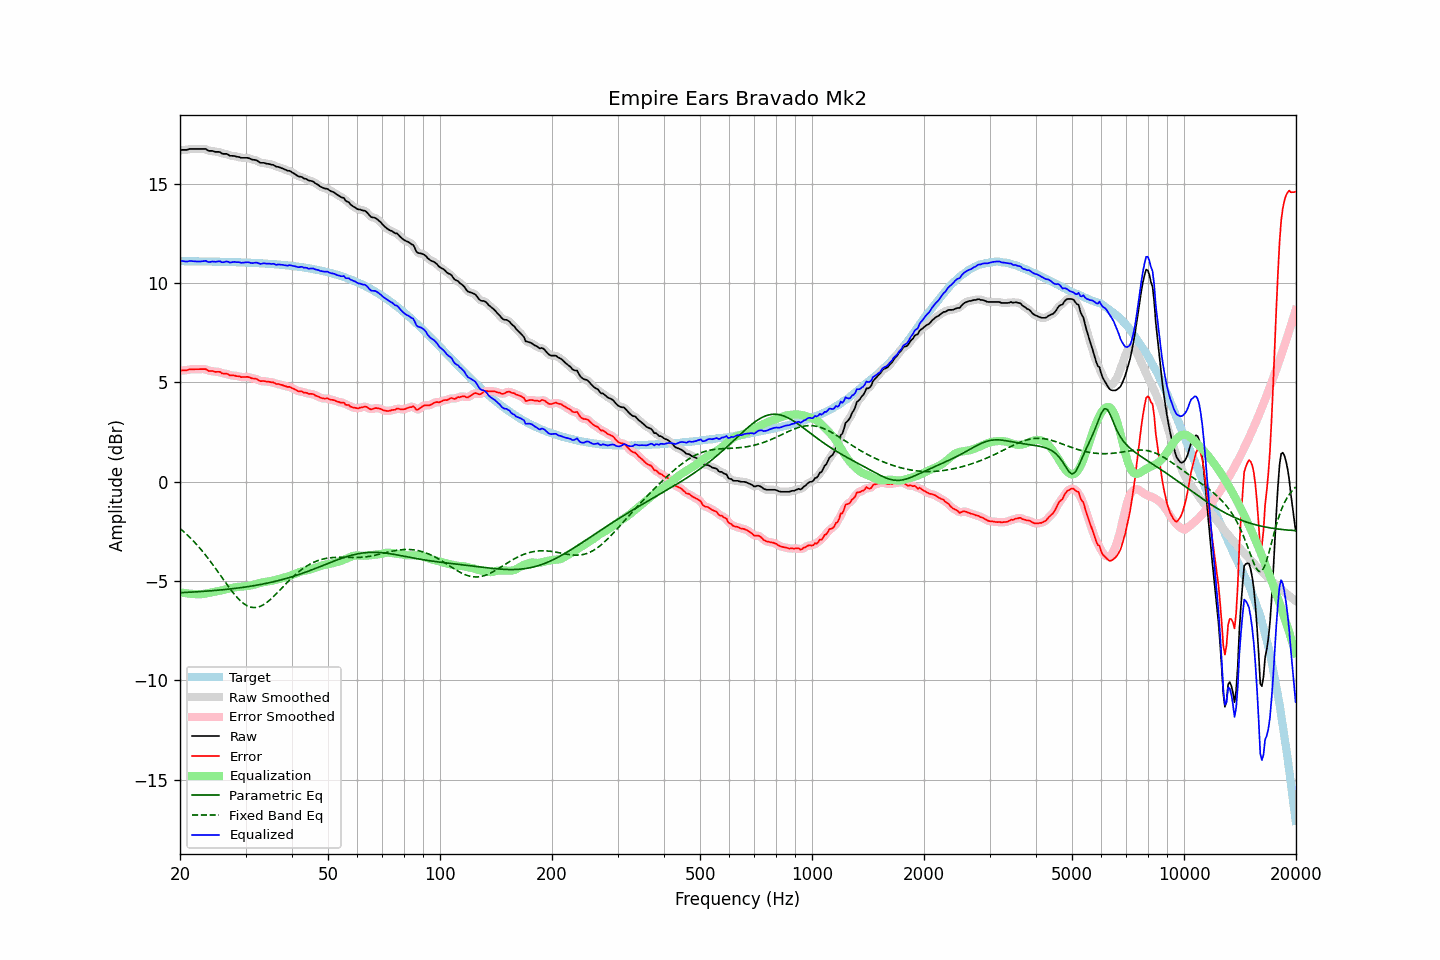 Empire Ears Bravado Mk2
Amplitude (dBr)
15
10
5
0
−5
−10
−15
Target
Raw Smoothed
Error Smoothed
Raw
Error
Equalization
Parametric Eq
Fixed Band Eq
Equalized
20 50 100 200 500 1000 2000 5000 10000 20000
Frequency (Hz)